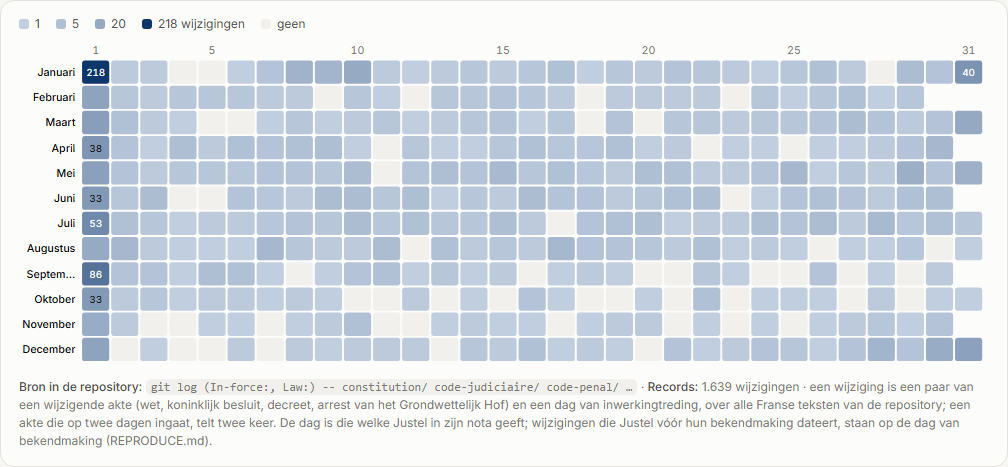 1 5 20 218 wijzigingen geen
1 5 10 15 20 25 31
Januari 218 40
Februari
Maart
April 38
Mei
Juni 33
Juli 53
Augustus
Septem... 86
Oktober 33
November
December
Bron in de repository: git log (In-force:, Law:) -- constitution/ code-judiciaire/ code-penal/ … · Records: 1.639 wijzigingen · een wijziging is een paar van
een wijzigende akte (wet, koninklijk besluit, decreet, arrest van het Grondwettelijk Hof) en een dag van inwerkingtreding, over alle Franse teksten van de repository; een
akte die op twee dagen ingaat, telt twee keer. De dag is die welke Justel in zijn nota geeft; wijzigingen die Justel vóór hun bekendmaking dateert, staan op de dag van
bekendmaking (REPRODUCE.md).